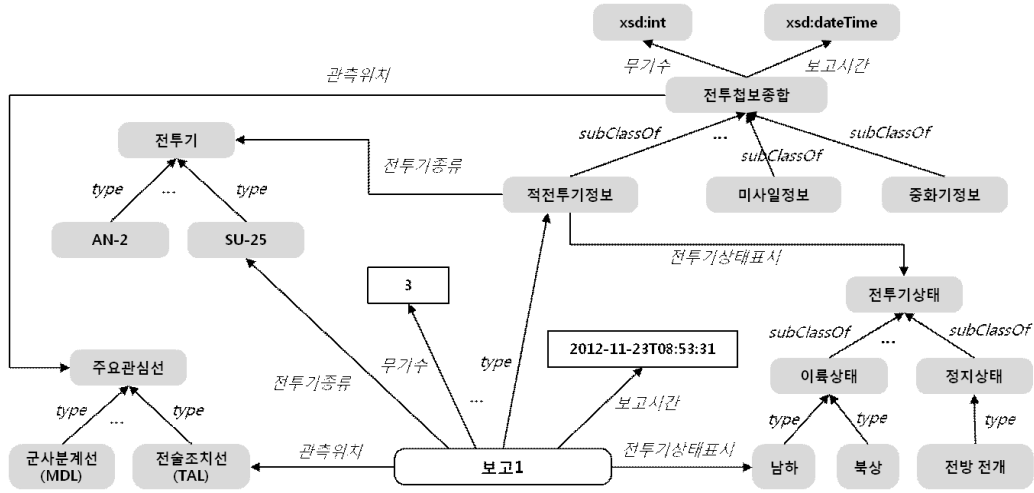 xsd:int
xsd:dateTime
무기수
보고시간
관측위치
전투첩보종합
전투기
subClassOf
...
subClassOf
subClassOf
type
...
type
전투기종류
적전투기정보
미사일정보
중화기정보
AN-2
SU-25
전투기상태표시
3
전투기상태
2012-11-23T08:53:31
subClassOf
...
subClassOf
주요관심선
전투기종류
무기수
type
...
보고시간
이륙상태
정지상태
type
...
type
type
type
type
군사분계선
(MDL)
전술조치선
(TAL)
관측위치
보고1
전투기상태표시
남하
북상
전방 전개